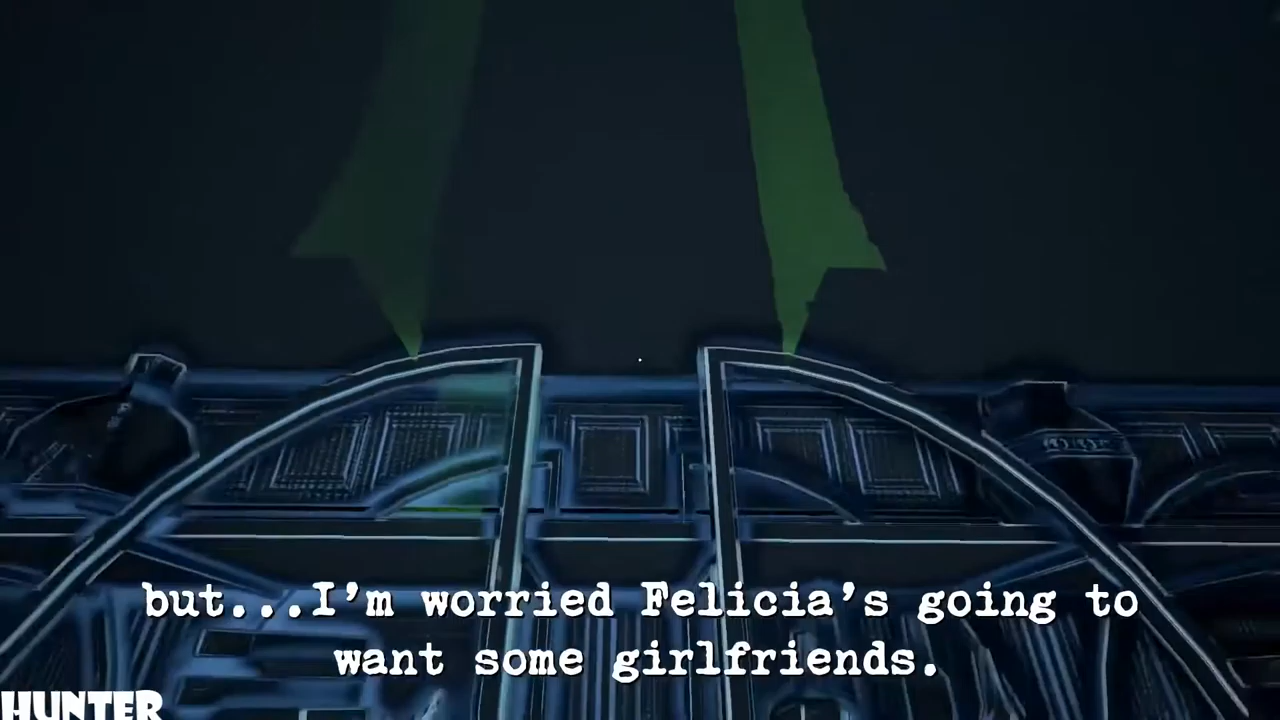 but...I'm worried Felicia's going to
want some girlfriends.
HUNTER